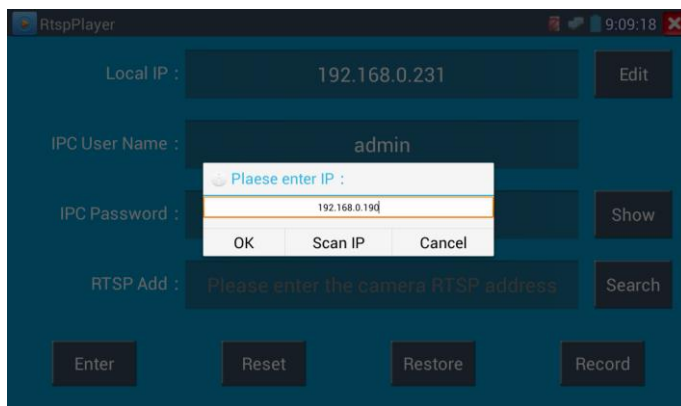 RtspPlayer 9:09:18
Local IP : 192.168.0.231 Edit
IPC User Name : admin
Plaese enter IP :
192.168.0.190
IPC Password : Show
OK Scan IP Cancel
RTSP Add : Please enter the camera RTSP address Search
Enter Reset Restore Record